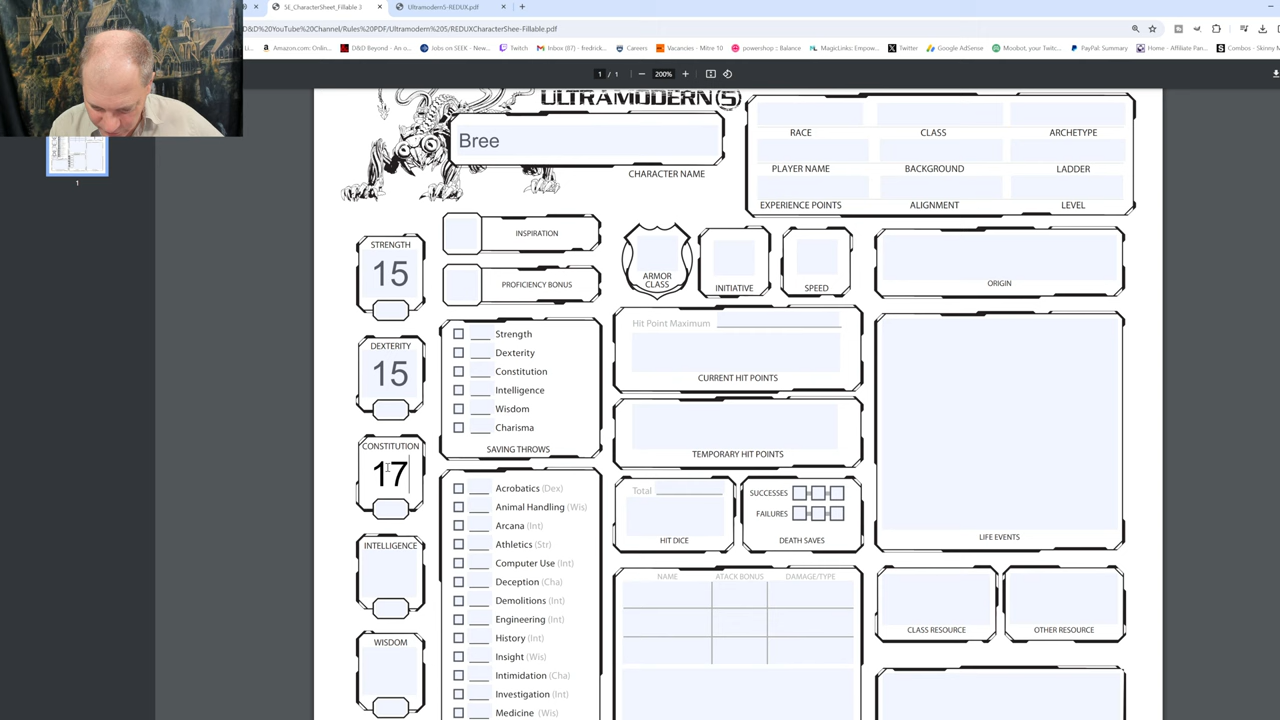 5E_CharacterSheet_Fillable 3
Ultramodern5-REDUX.pdf
D&D%20YouTube%20Channel/Rules%20PDF/Ultramodern%205/REDUXCharacterShee-Fillable.pdf
Amazon.com: Onlin...
D&D Beyond - An o...
Jobs on SEEK - New...
Twitch
Inbox (87) - fredrick...
Careers
Vacancies - Mitre 10
powershop :: Balance
MagicLinks: Empow...
Twitter
Google AdSense
Moobot, your Twitc...
PayPal: Summary
Home - Affiliate Pan...
Combos - Skinny M
1 / 1
200%
1
ULTRAMODERN(5)
Bree
CHARACTER NAME
RACE
CLASS
ARCHETYPE
PLAYER NAME
BACKGROUND
LADDER
EXPERIENCE POINTS
ALIGNMENT
LEVEL
STRENGTH
15
DEXTERITY
15
CONSTITUTION
17
INTELLIGENCE
WISDOM
INSPIRATION
PROFICIENCY BONUS
Strength
Dexterity
Constitution
Intelligence
Wisdom
Charisma
SAVING THROWS
Acrobatics (Dex)
Animal Handling (Wis)
Arcana (Int)
Athletics (Str)
Computer Use (Int)
Deception (Cha)
Demolitions (Int)
Engineering (Int)
History (Int)
Insight (Wis)
Intimidation (Cha)
Investigation (Int)
Medicine (Wis)
ARMOR
CLASS
INITIATIVE
SPEED
Hit Point Maximum
CURRENT HIT POINTS
TEMPORARY HIT POINTS
Total
HIT DICE
SUCCESSES
FAILURES
DEATH SAVES
NAME
ATACK BONUS
DAMAGE/TYPE
ORIGIN
LIFE EVENTS
CLASS RESOURCE
OTHER RESOURCE